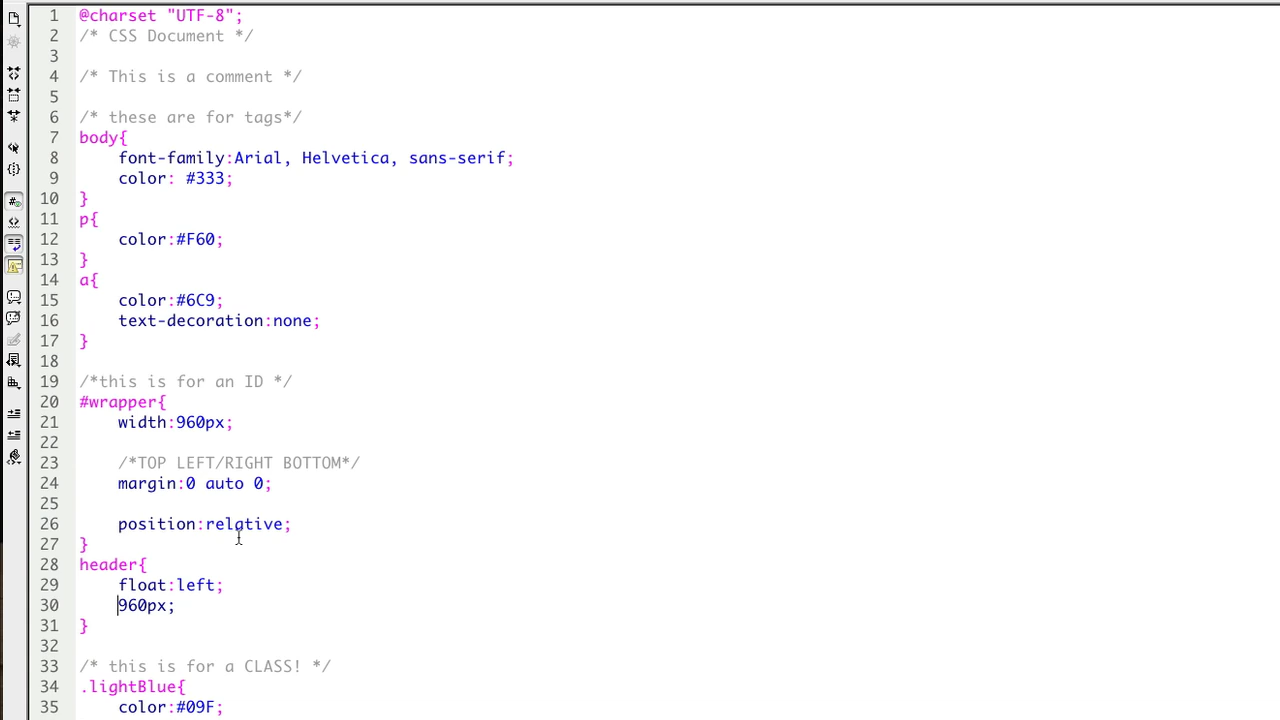 1 @charset "UTF-8";
2 /* CSS Document */
3
4 /* This is a comment */
5
6 /* these are for tags*/
7 body{
8 font-family:Arial, Helvetica, sans-serif;
9 color: #333;
10 }
11 p{
12 color:#F60;
13 }
14 a{
15 color:#6C9;
16 text-decoration:none;
17 }
18
19 /*this is for an ID */
20 #wrapper{
21 width:960px;
22
23 /*TOP LEFT/RIGHT BOTTOM*/
24 margin:0 auto 0;
25
26 position:relative;
27 }
28 header{
29 float:left;
30 960px;
31 }
32
33 /* this is for a CLASS! */
34 .lightBlue{
35 color:#09F;